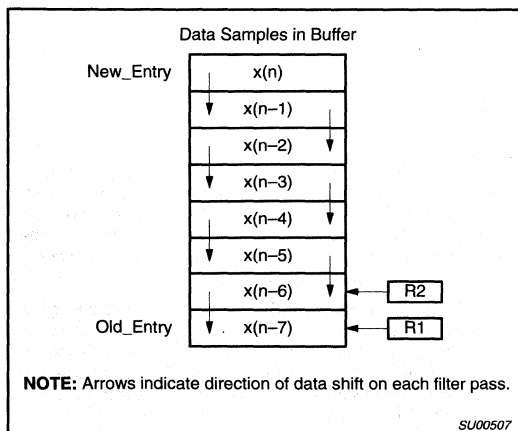 Data Samples in Buffer
New_Entry
x(n)
x(n–1)
x(n–2)
x(n–3)
x(n–4)
x(n–5)
x(n–6)
R2
Old_Entry
x(n–7)
R1
NOTE: Arrows indicate direction of data shift on each filter pass.
SU00507